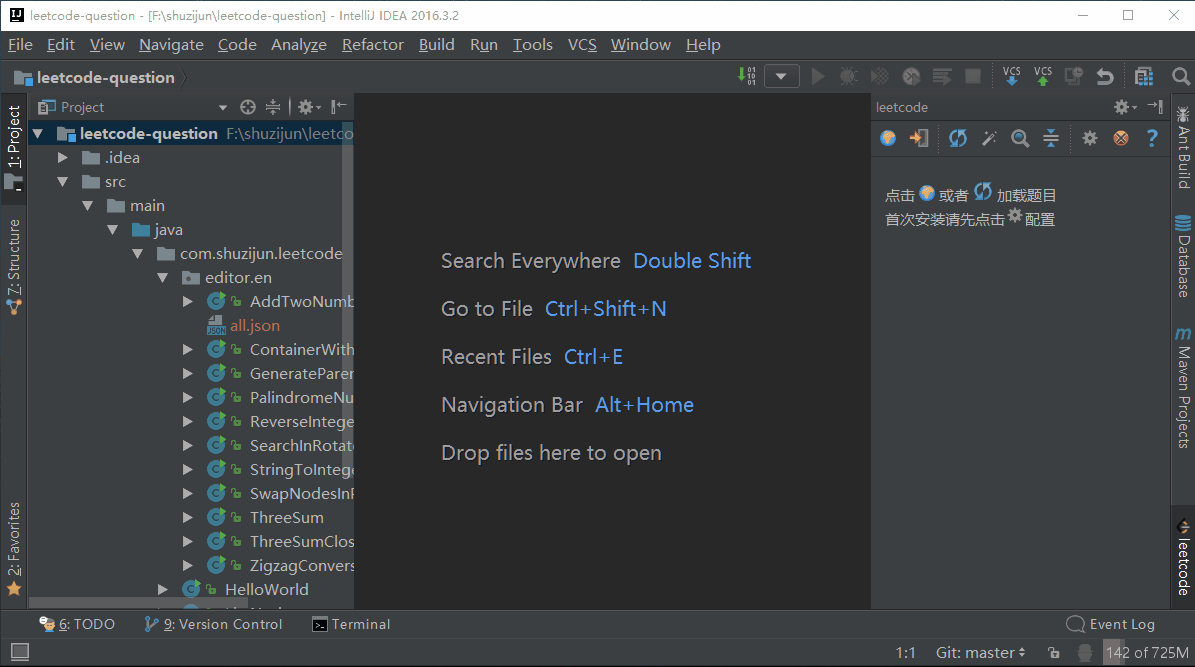 leetcode-question - [F:\shuzijun\leetcode-question] - IntelliJ IDEA 2016.3.2
File Edit View Navigate Code Analyze Refactor Build Run Tools VCS Window Help
leetcode-question
VCS VCS
1: Project
Z: Structure
2: Favorites
Project
leetcode-question F:\shuzijun\leetco
.idea
src
main
java
com.shuzijun.leetcode
editor.en
AddTwoNumb
all.json
ContainerWith
GenerateParen
PalindromeNu
ReverseIntege
SearchInRotat
StringToIntege
SwapNodesInP
ThreeSum
ThreeSumClos
ZigzagConvers
HelloWorld
Search Everywhere Double Shift
Go to File Ctrl+Shift+N
Recent Files Ctrl+E
Navigation Bar Alt+Home
Drop files here to open
leetcode
点击 或者 加载题目
首次安装请先点击 配置
Ant Build
Database
Maven Projects
leetcode
6: TODO 9: Version Control Terminal Event Log
1:1 Git: master 142 of 725M